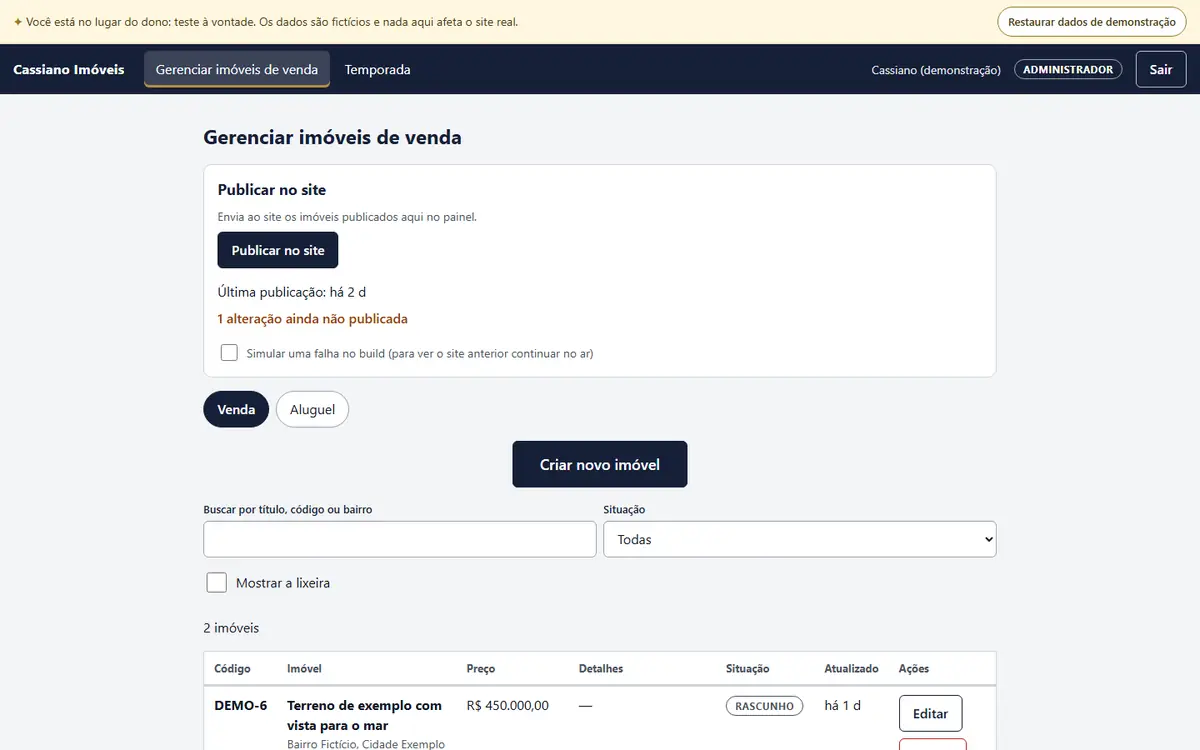 ✦ Você está no lugar do dono: teste à vontade. Os dados são fictícios e nada aqui afeta o site real.
Restaurar dados de demonstração
Cassiano Imóveis
Gerenciar imóveis de venda
Temporada
Cassiano (demonstração)
ADMINISTRADOR
Sair
Gerenciar imóveis de venda
Publicar no site
Envia ao site os imóveis publicados aqui no painel.
Publicar no site
Última publicação: há 2 d
1 alteração ainda não publicada
Simular uma falha no build (para ver o site anterior continuar no ar)
Venda
Aluguel
Criar novo imóvel
Buscar por título, código ou bairro
Situação
Todas
Mostrar a lixeira
2 imóveis
Código Imóvel Preço Detalhes Situação Atualizado Ações
DEMO-6 Terreno de exemplo com R$ 450.000,00 — RASCUNHO há 1 d Editar
vista para o mar
Bairro Fictício, Cidade Exemplo